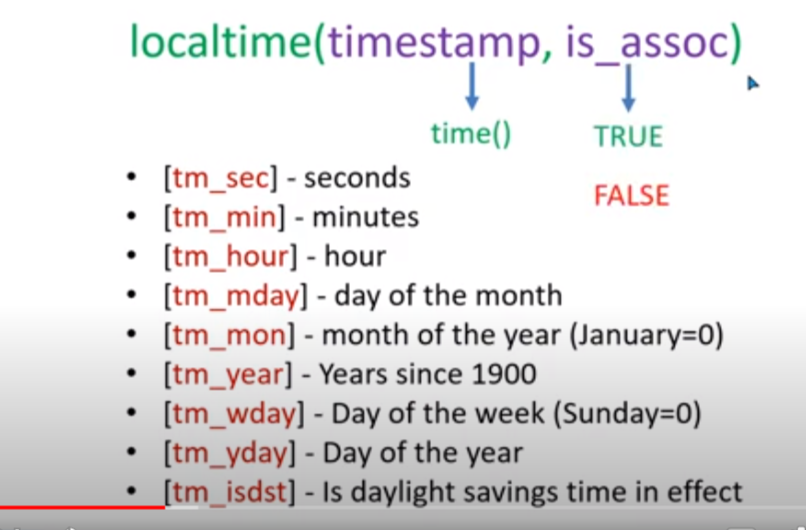 localtime(timestamp, is_assoc)
time() TRUE
FALSE
• [tm_sec] - seconds
• [tm_min] - minutes
• [tm_hour] - hour
• [tm_mday] - day of the month
• [tm_mon] - month of the year (January=0)
• [tm_year] - Years since 1900
• [tm_wday] - Day of the week (Sunday=0)
• [tm_yday] - Day of the year
• [tm_isdst] - Is daylight savings time in effect